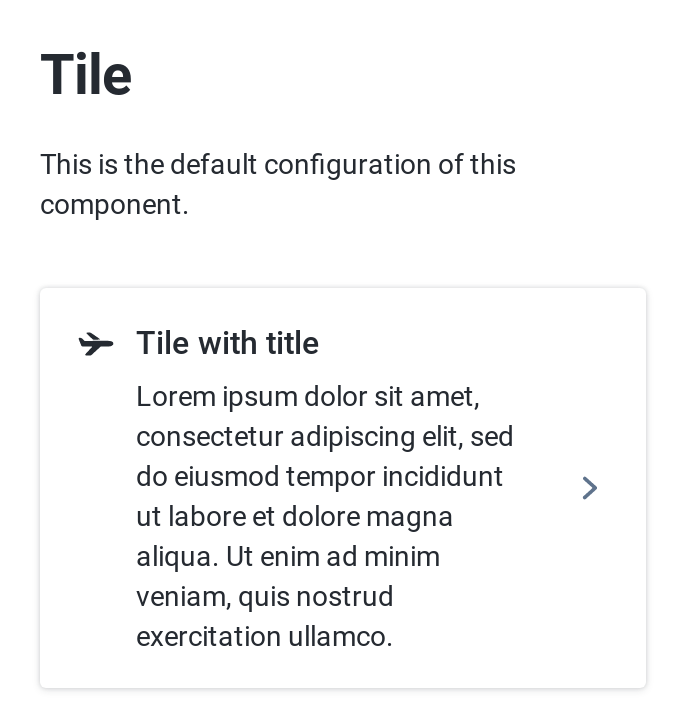 Tile
This is the default configuration of this
component.
Tile with title
Lorem ipsum dolor sit amet,
consectetur adipiscing elit, sed
do eiusmod tempor incididunt
ut labore et dolore magna
aliqua. Ut enim ad minim
veniam, quis nostrud
exercitation ullamco.